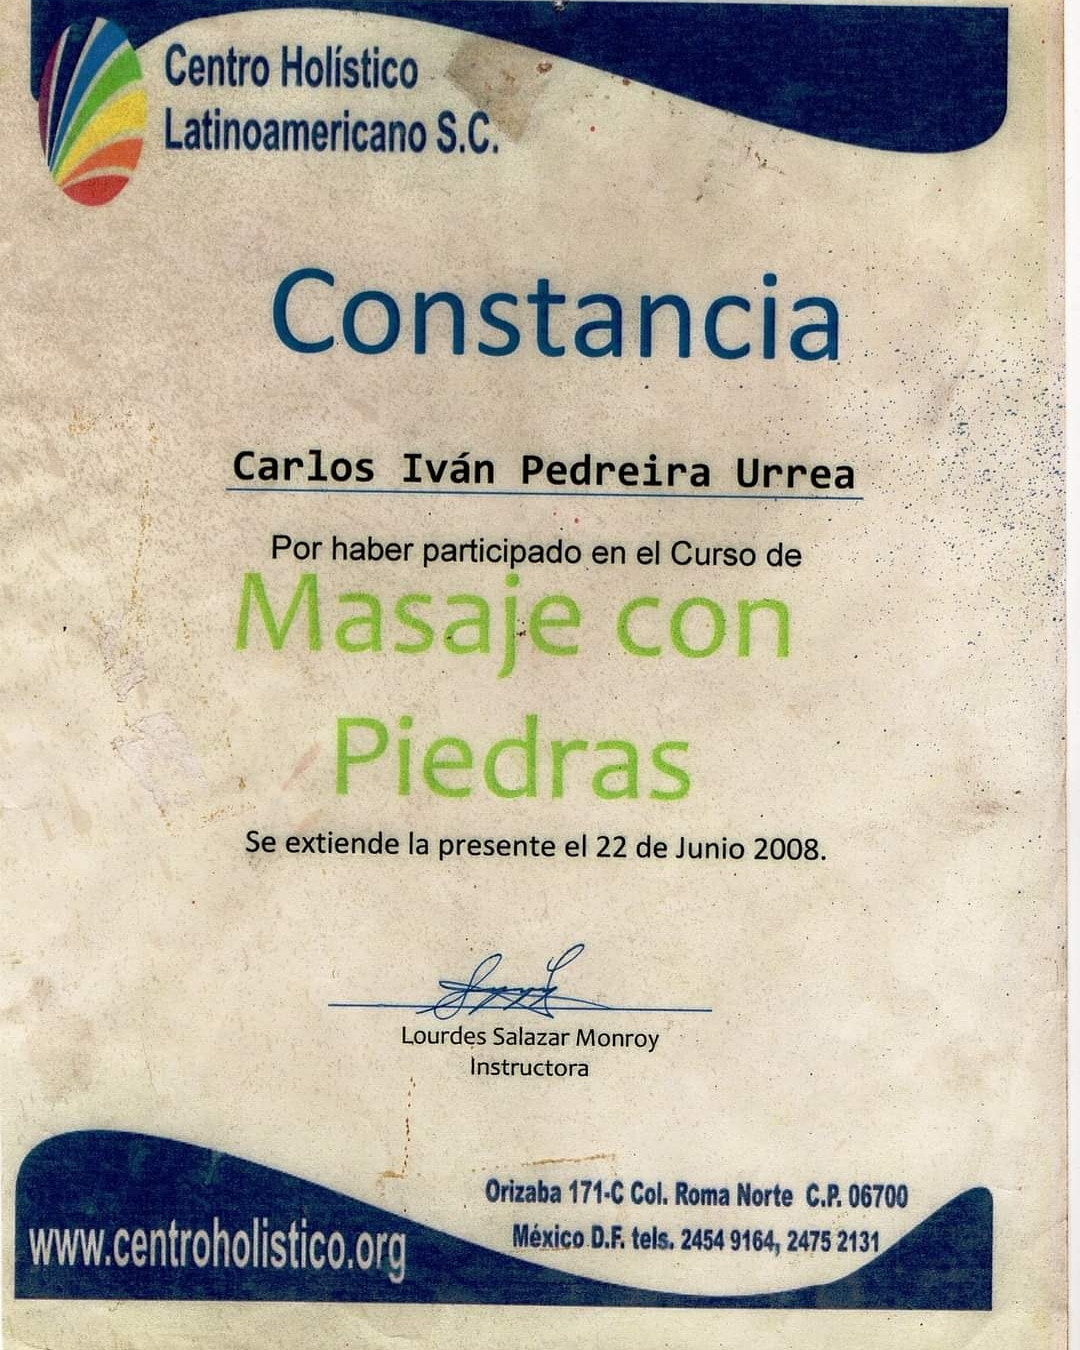 Centro Holístico
Latinoamericano S.C.
Constancia
Carlos Iván Pedreira Urrea
Por haber participado en el Curso de
Masaje con
Piedras
Se extiende la presente el 22 de Junio 2008.
Lourdes Salazar Monroy
Instructora
Orizaba 171-C Col. Roma Norte C.P. 06700
México D.F. tels. 2454 9164, 2475 2131
www.centroholistico.org